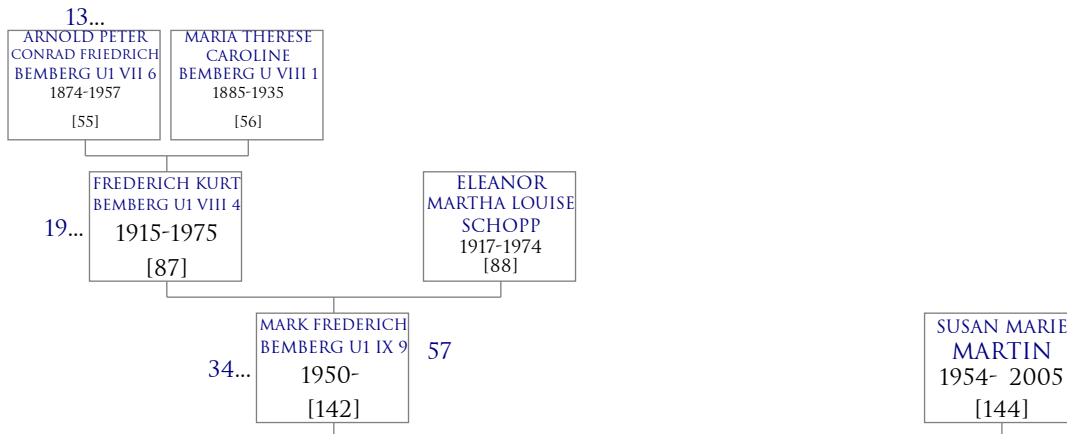 13...
ARNOLD PETER
CONRAD FRIEDRICH
BEMBERG U1 VII 6
1874-1957
[55]
MARIA THERESE
CAROLINE
BEMBERG U VIII 1
1885-1935
[56]
FREDERICH KURT
BEMBERG U1 VIII 4
19...
1915-1975
[87]
ELEANOR
MARTHA LOUISE
SCHOPP
1917-1974
[88]
MARK FREDERICH
BEMBERG U1 IX 9
57
34...
1950-
[142]
SUSAN MARIE
MARTIN
1954- 2005
[144]